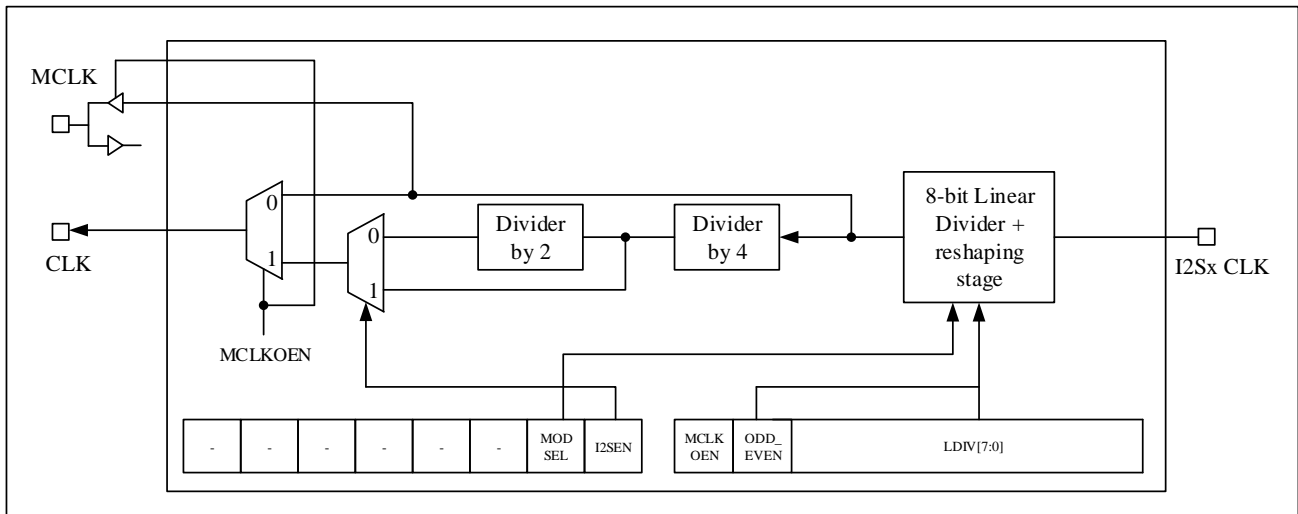 MCLK
CLK
0
1
0
1
Divider
by 2
Divider
by 4
8-bit Linear
Divider +
reshaping
stage
I2Sx CLK
MCLKOEN
-
-
-
-
-
-
MOD
SEL
I2SEN
MCLK
OEN
ODD_
EVEN
LDIV[7:0]